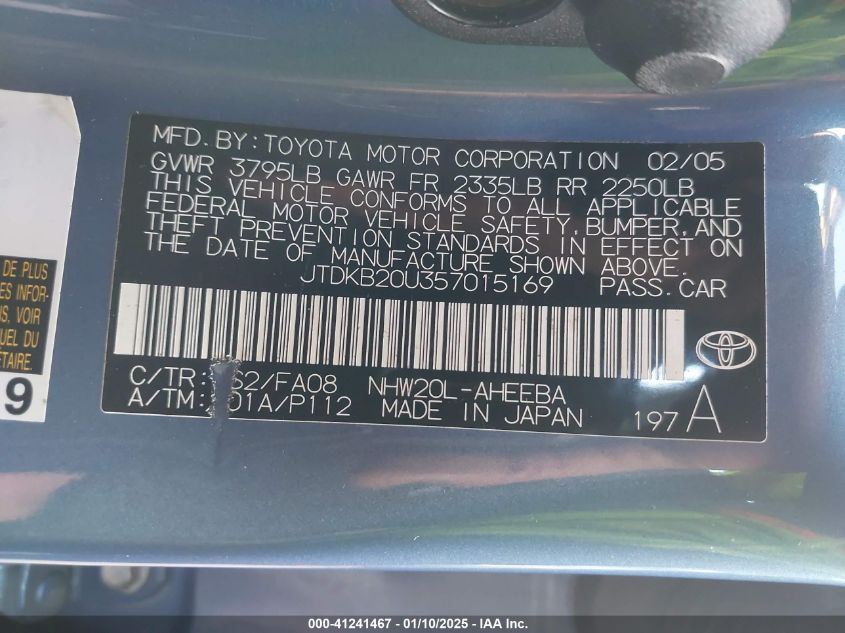 MFD. BY: TOYOTA MOTOR CORPORATION 02/05
GVWR 3795LB GAWR FR 2335LB RR 2250LB
THIS VEHICLE CONFORMS TO ALL APPLICABLE
FEDERAL MOTOR VEHICLE SAFETY, BUMPER, AND
THEFT PREVENTION STANDARDS IN EFFECT ON
THE DATE OF MANUFACTURE SHOWN ABOVE.
JTDKB20U357015169 PASS. CAR
C/TR: S2/FA08 NHW20L-AHEEBA
A/TM: 01A/P112 MADE IN JAPAN 197 A
DE PLUS
ES INFOR-
S, VOIR
UEL DU
ÉTAIRE.
9
000-41241467 - 01/10/2025 - IAA Inc.